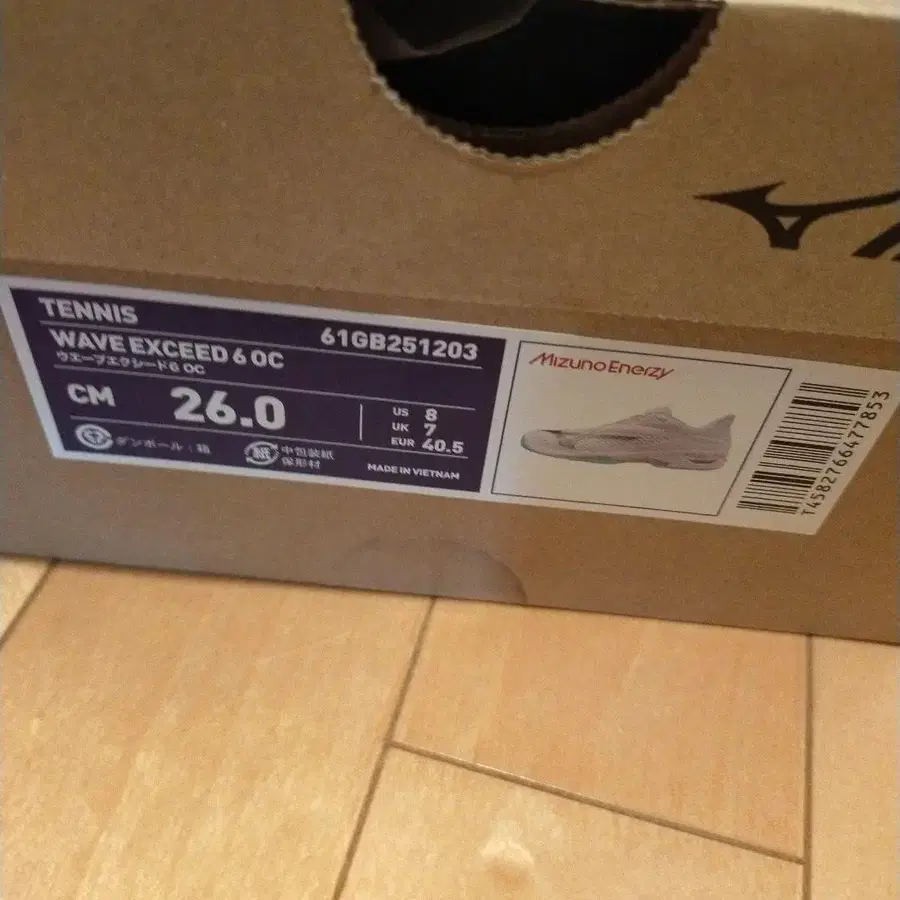 TENNIS
WAVE EXCEED 6 OC
61GB251203
ウエーブエクシード6 OC
CM 26.0
US 8
UK 7
EUR 40.5
ダンボール：箱
紙
中包装紙
保形材
MADE IN VIETNAM
MizunoEnerzy
T4582766477853